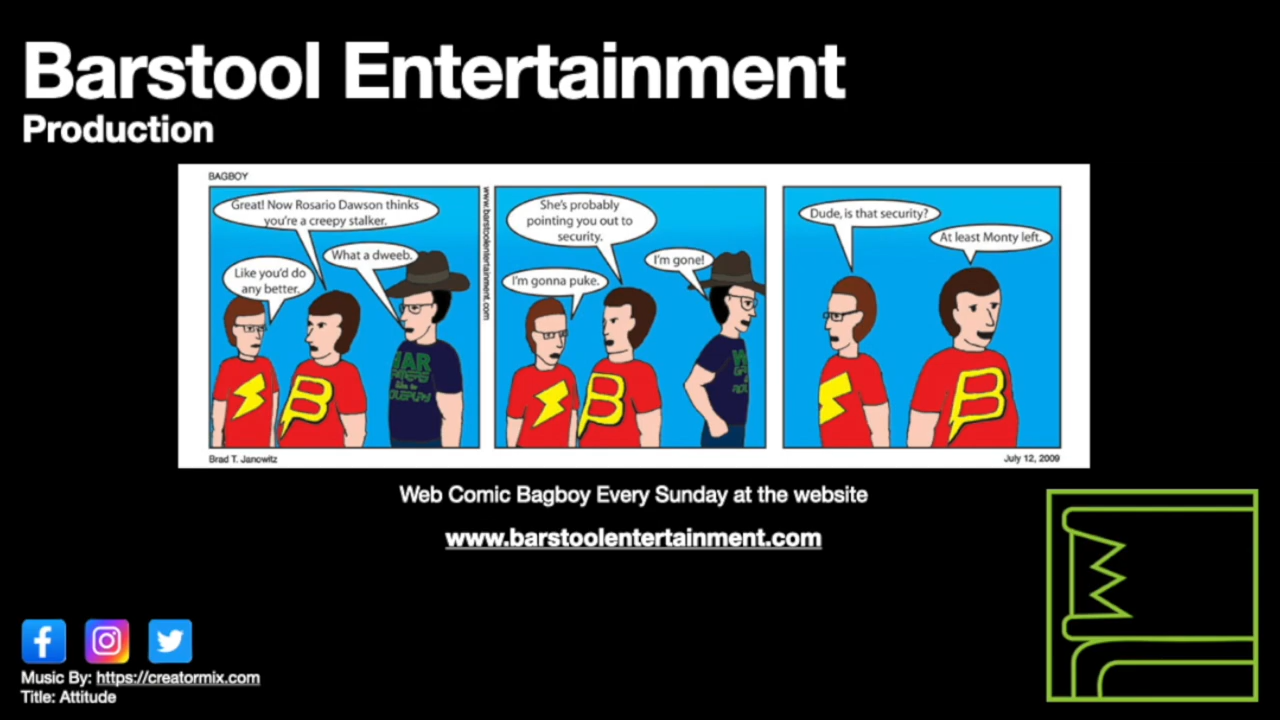 Barstool Entertainment
Production
BAGBOY
Great! Now Rosario Dawson thinks
you're a creepy stalker.
What a dweeb.
Like you'd do
any better.
www.barstoolentertainment.com
She's probably
pointing you out to
security.
I'm gone!
I'm gonna puke.
Dude, is that security?
At least Monty left.
Brad T. Janowitz
July 12, 2009
Web Comic Bagboy Every Sunday at the website
www.barstoolentertainment.com
Music By: https://creatormix.com
Title: Attitude